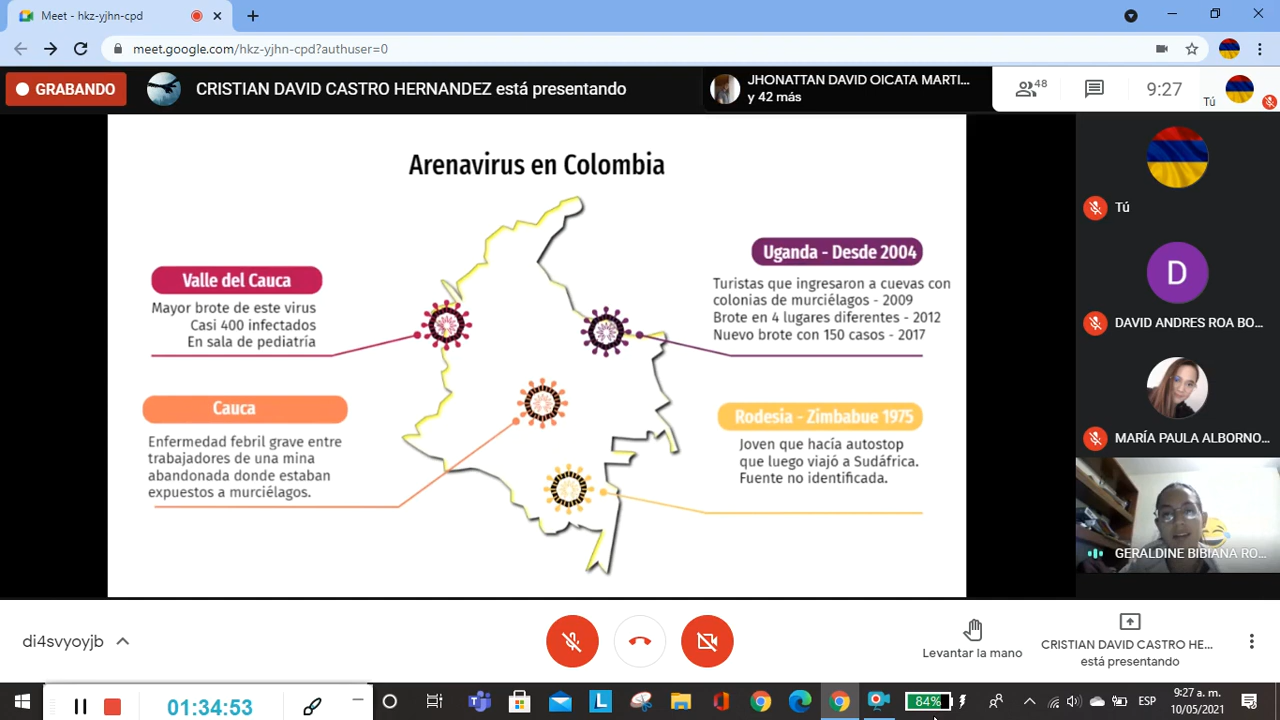 Meet - hkz-yjhn-cpd
meet.google.com/hkz-yjhn-cpd?authuser=0
GRABANDO
CRISTIAN DAVID CASTRO HERNANDEZ está presentando
JHONATTAN DAVID OICATA MARTI...
y 42 más
48
9:27
Tú
Arenavirus en Colombia
Valle del Cauca
Mayor brote de este virus
Casi 400 infectados
En sala de pediatría
Cauca
Enfermedad febril grave entre
trabajadores de una mina
abandonada donde estaban
expuestos a murciélagos.
Uganda - Desde 2004
Turistas que ingresaron a cuevas con
colonias de murciélagos - 2009
Brote en 4 lugares diferentes - 2012
Nuevo brote con 150 casos - 2017
Rodesia - Zimbabue 1975
Joven que hacía autostop
que luego viajó a Sudáfrica.
Fuente no identificada.
Tú
D
DAVID ANDRES ROA BO...
MARÍA PAULA ALBORNO...
GERALDINE BIBIANA RO...
di4svyoyjb
Levantar la mano
CRISTIAN DAVID CASTRO HE...
está presentando
01:34:53
L
84%
ESP
9:27 a. m.
10/05/2021